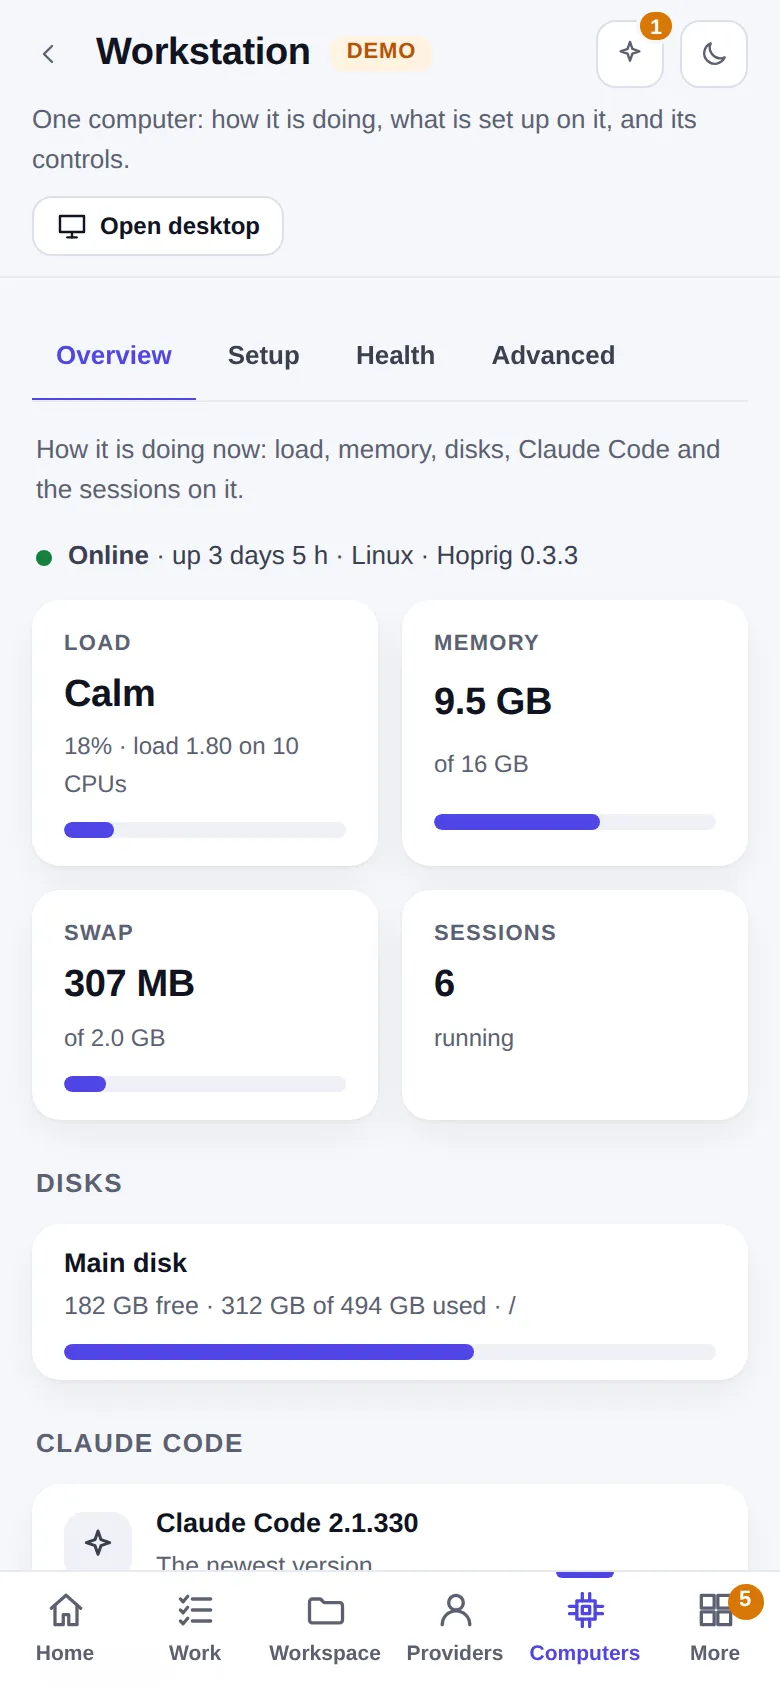 Workstation
DEMO
1
One computer: how it is doing, what is set up on it, and its
controls.
Open desktop
Overview
Setup
Health
Advanced
How it is doing now: load, memory, disks, Claude Code and
the sessions on it.
Online · up 3 days 5 h · Linux · Hoprig 0.3.3
LOAD
Calm
18% · load 1.80 on 10
CPUs
MEMORY
9.5 GB
of 16 GB
SWAP
307 MB
of 2.0 GB
SESSIONS
6
running
DISKS
Main disk
182 GB free · 312 GB of 494 GB used · /
CLAUDE CODE
Claude Code 2.1.330
The newest version
Home
Work
Workspace
Providers
Computers
More
5